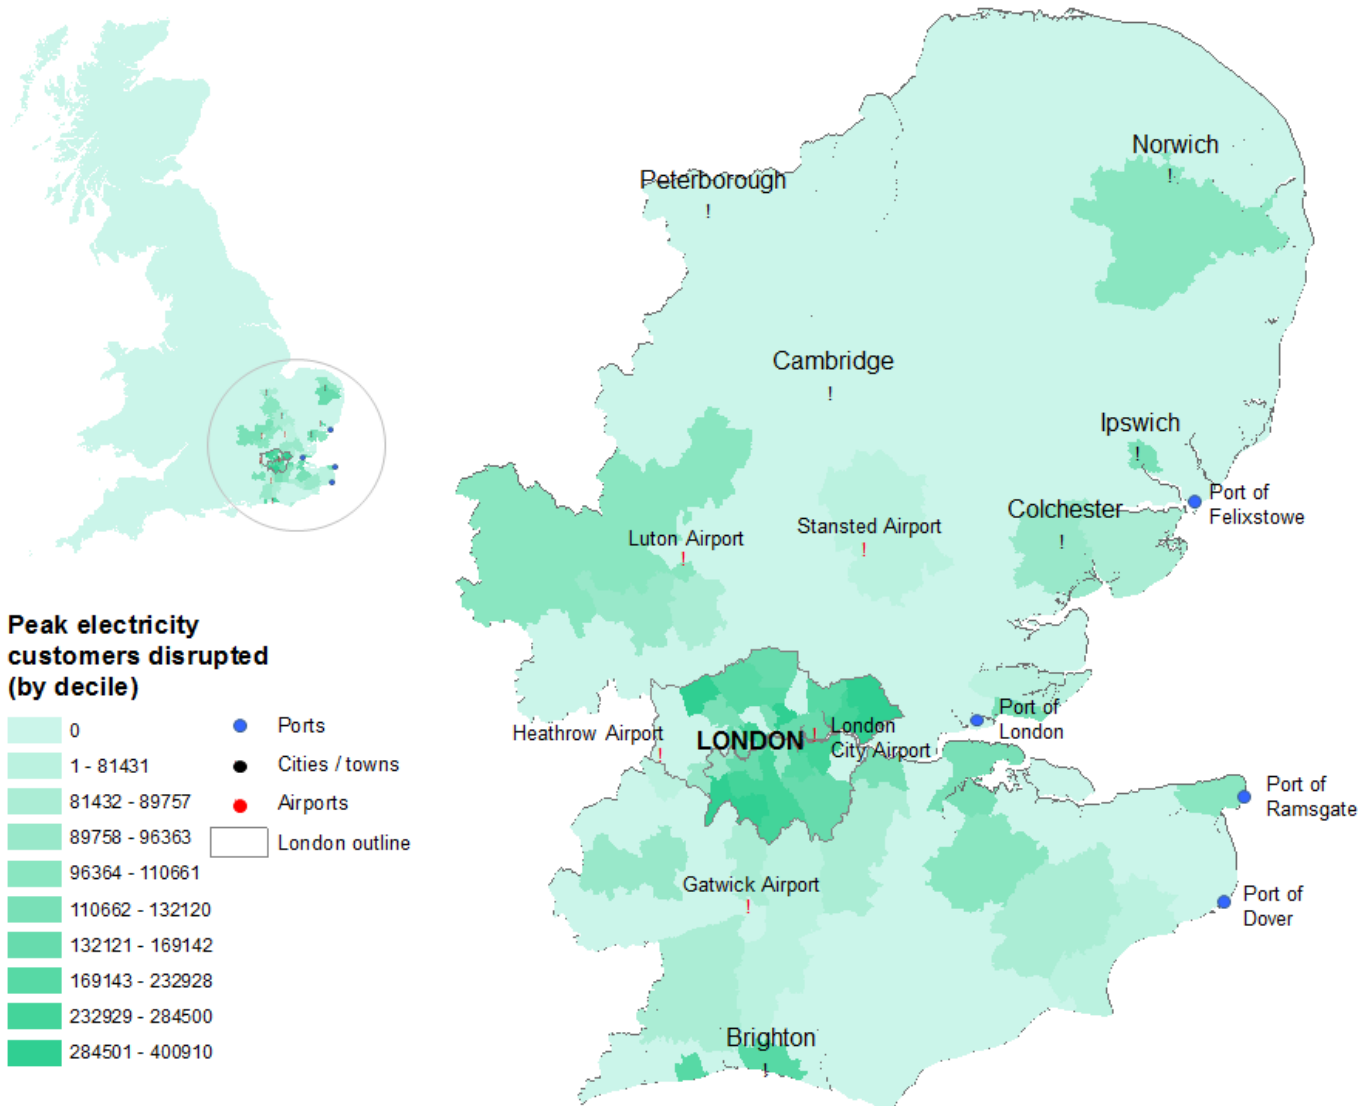 Norwich
!
Peterborough
!
Cambridge
!
Ipswich
!
Port of
Felixstowe
Colchester
!
Stansted Airport
!
Luton Airport
!
Port of
London
London
City Airport
!
LONDON
Heathrow Airport
!
Port of
Ramsgate
Gatwick Airport
!
Port of
Dover
Brighton
!
Peak electricity
customers disrupted
(by decile)
0
1 - 81431
81432 - 89757
89758 - 96363
96364 - 110661
110662 - 132120
132121 - 169142
169143 - 232928
232929 - 284500
284501 - 400910
Ports
Cities / towns
Airports
London outline